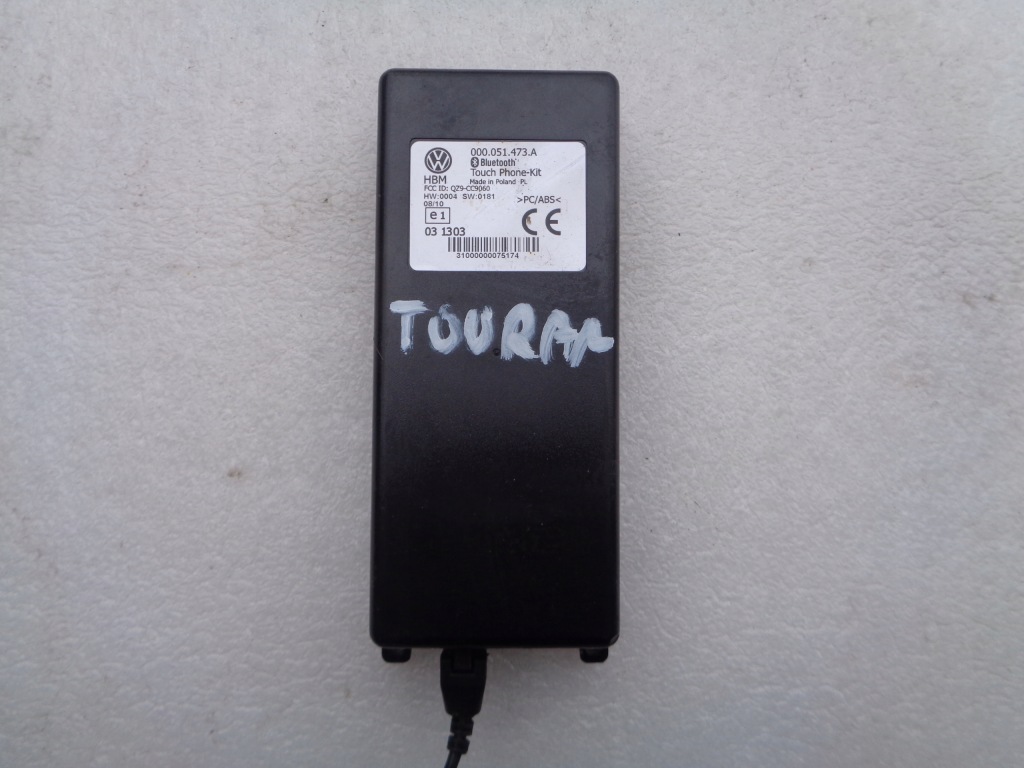 000.051.473.A
Bluetooth
HBM Touch Phone-Kit
Made in Poland PL
FCC ID: QZ9-CC9060
HW:0004 SW:0181
08/10 >PC/ABS<
e1 CE
03 1303
31000000075174
TOURAN